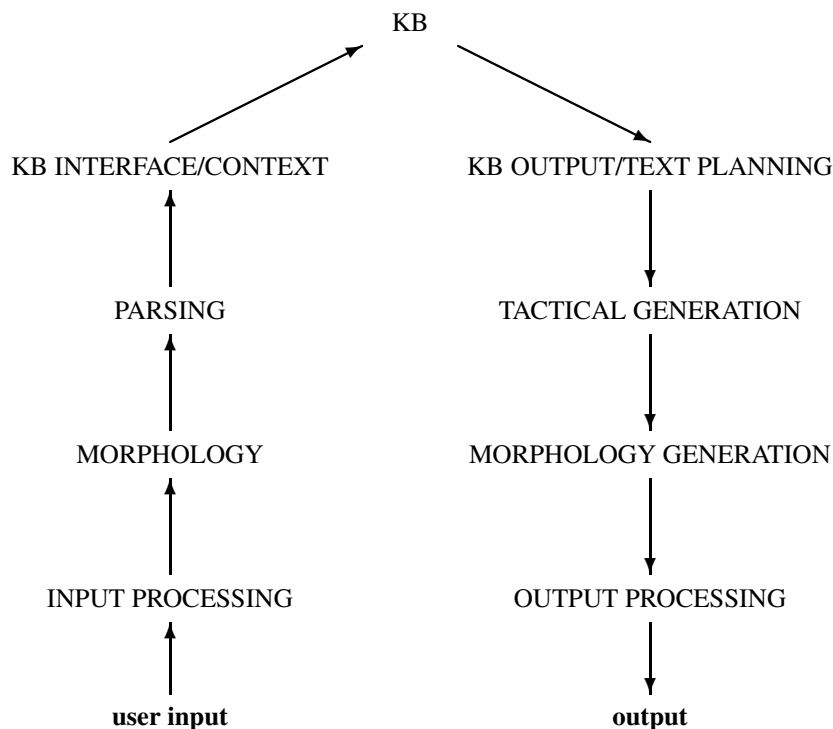 KB
KB INTERFACE/CONTEXT
KB OUTPUT/TEXT PLANNING
PARSING
TACTICAL GENERATION
MORPHOLOGY
MORPHOLOGY GENERATION
INPUT PROCESSING
OUTPUT PROCESSING
user input
output